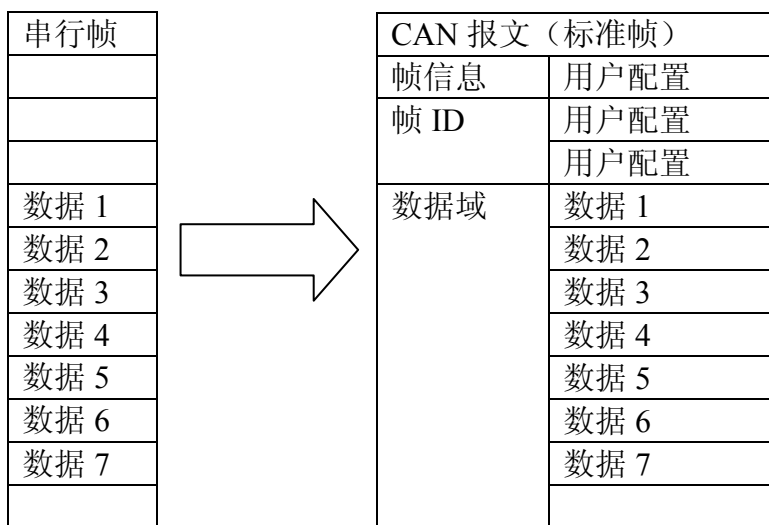 串行帧
数据 1
数据 2
数据 3
数据 4
数据 5
数据 6
数据 7
CAN 报文（标准帧）
帧信息 用户配置
帧 ID 用户配置
用户配置
数据域 数据 1
数据 2
数据 3
数据 4
数据 5
数据 6
数据 7